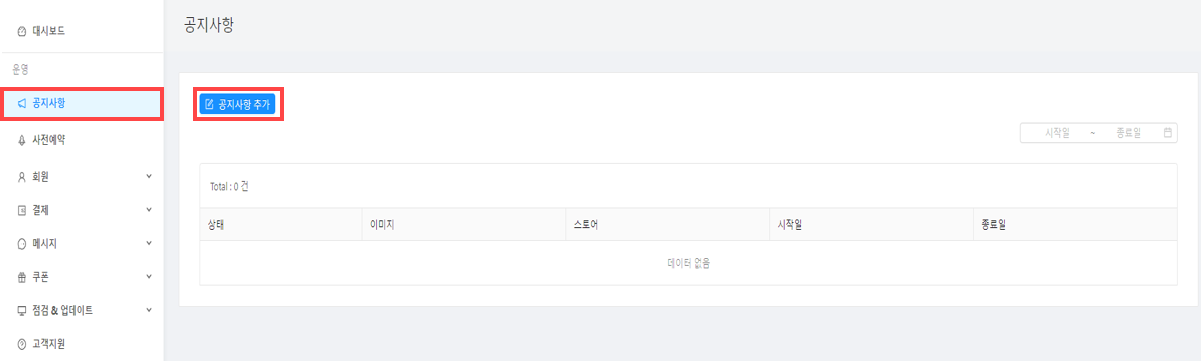 대시보드
운영
공지사항
사전예약
회원
결제
메시지
쿠폰
점검 & 업데이트
고객지원
공지사항
공지사항 추가
시작일 ~ 종료일
Total : 0 건
상태 이미지 스토어 시작일 종료일
데이터 없음